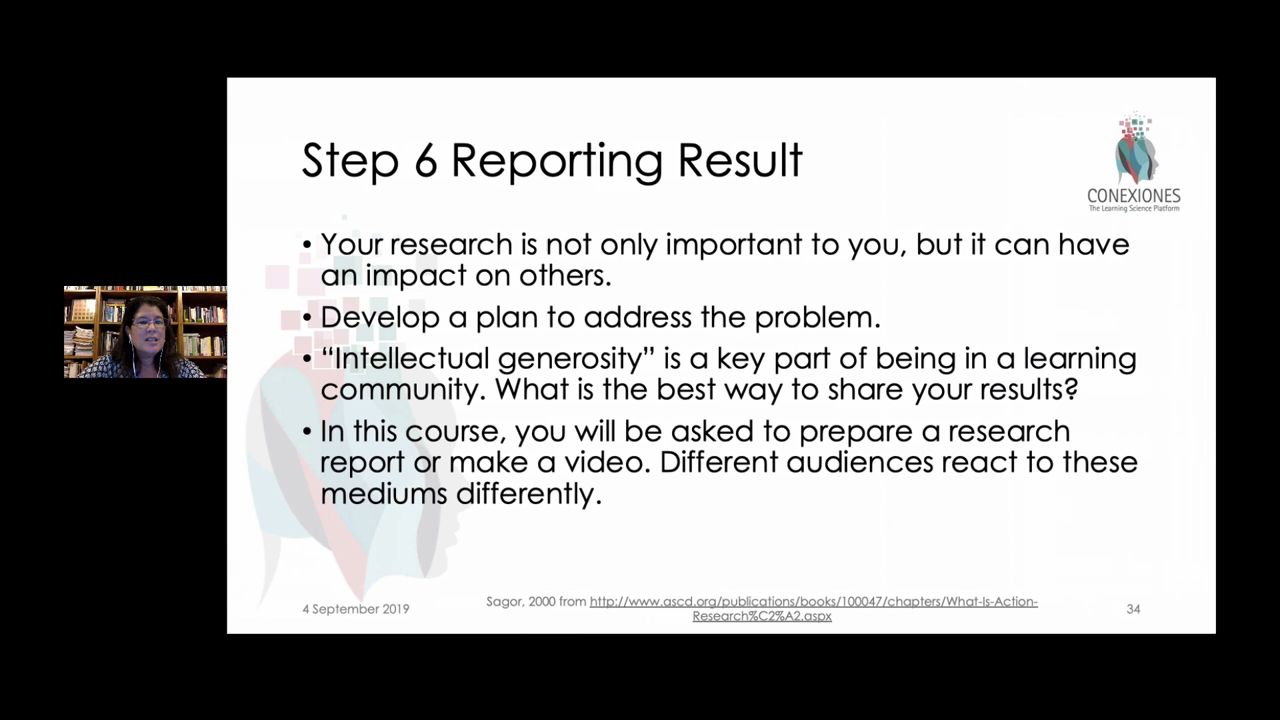 Step 6 Reporting Result
CONEXIONES
The Learning Science Platform
• Your research is not only important to you, but it can have
an impact on others.
• Develop a plan to address the problem.
• “Intellectual generosity” is a key part of being in a learning
community. What is the best way to share your results?
• In this course, you will be asked to prepare a research
report or make a video. Different audiences react to these
mediums differently.
4 September 2019
Sagor, 2000 from http://www.ascd.org/publications/books/100047/chapters/What-Is-Action-
Research%C2%A2.aspx
34